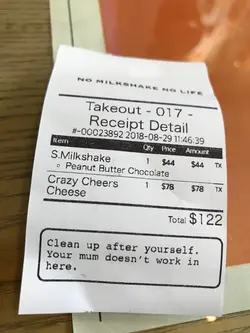 NO MILKSHAKE NO LIFE
Takeout - 017 -
Receipt Detail
#-00023892 2018-08-29 11:46:39
Item Qty Price Amount
S.Milkshake 1 $44 $44 TX
o Peanut Butter Chocolate
Crazy Cheers 1 $78 $78 TX
Cheese
Total $122
Clean up after yourself.
Your mum doesn't work in
here.